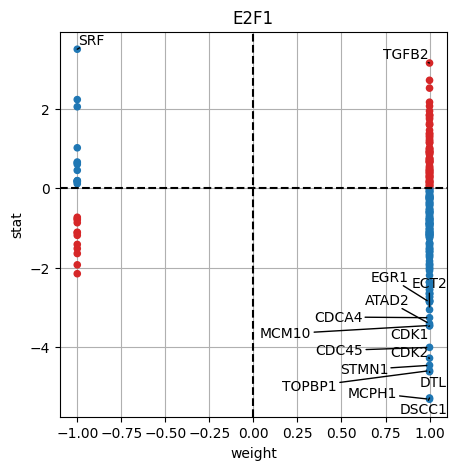 E2F1
SRF
TGFB2
2
0
−2
−4
stat
EGR1
ECT2
ATAD2
CDCA4
MCM10
CDK1
CDC45
CDK2
STMN1
TOPBP1
DTL
MCPH1
DSCC1
−1.00 −0.75 −0.50 −0.25 0.00 0.25 0.50 0.75 1.00
weight